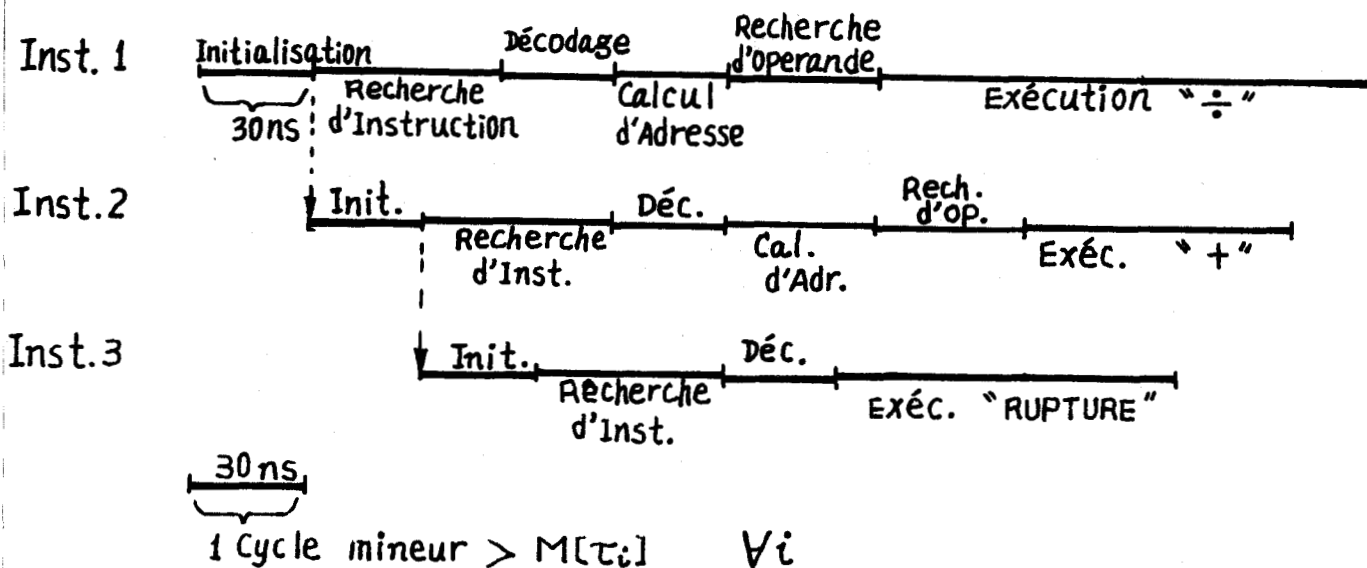 Inst. 1
Initialisation
Décodage
Recherche
d'operande
30ns
Recherche
d'Instruction
Calcul
d'Adresse
Exécution "÷"
Inst.2
Init.
Recherche
d'Inst.
Déc.
Cal.
d'Adr.
Rech.
d'op.
Exéc. "+"
Inst.3
Init.
Recherche
d'Inst.
Déc.
Exéc. "RUPTURE"
30ns
1 Cycle mineur > M[τi] ∀i